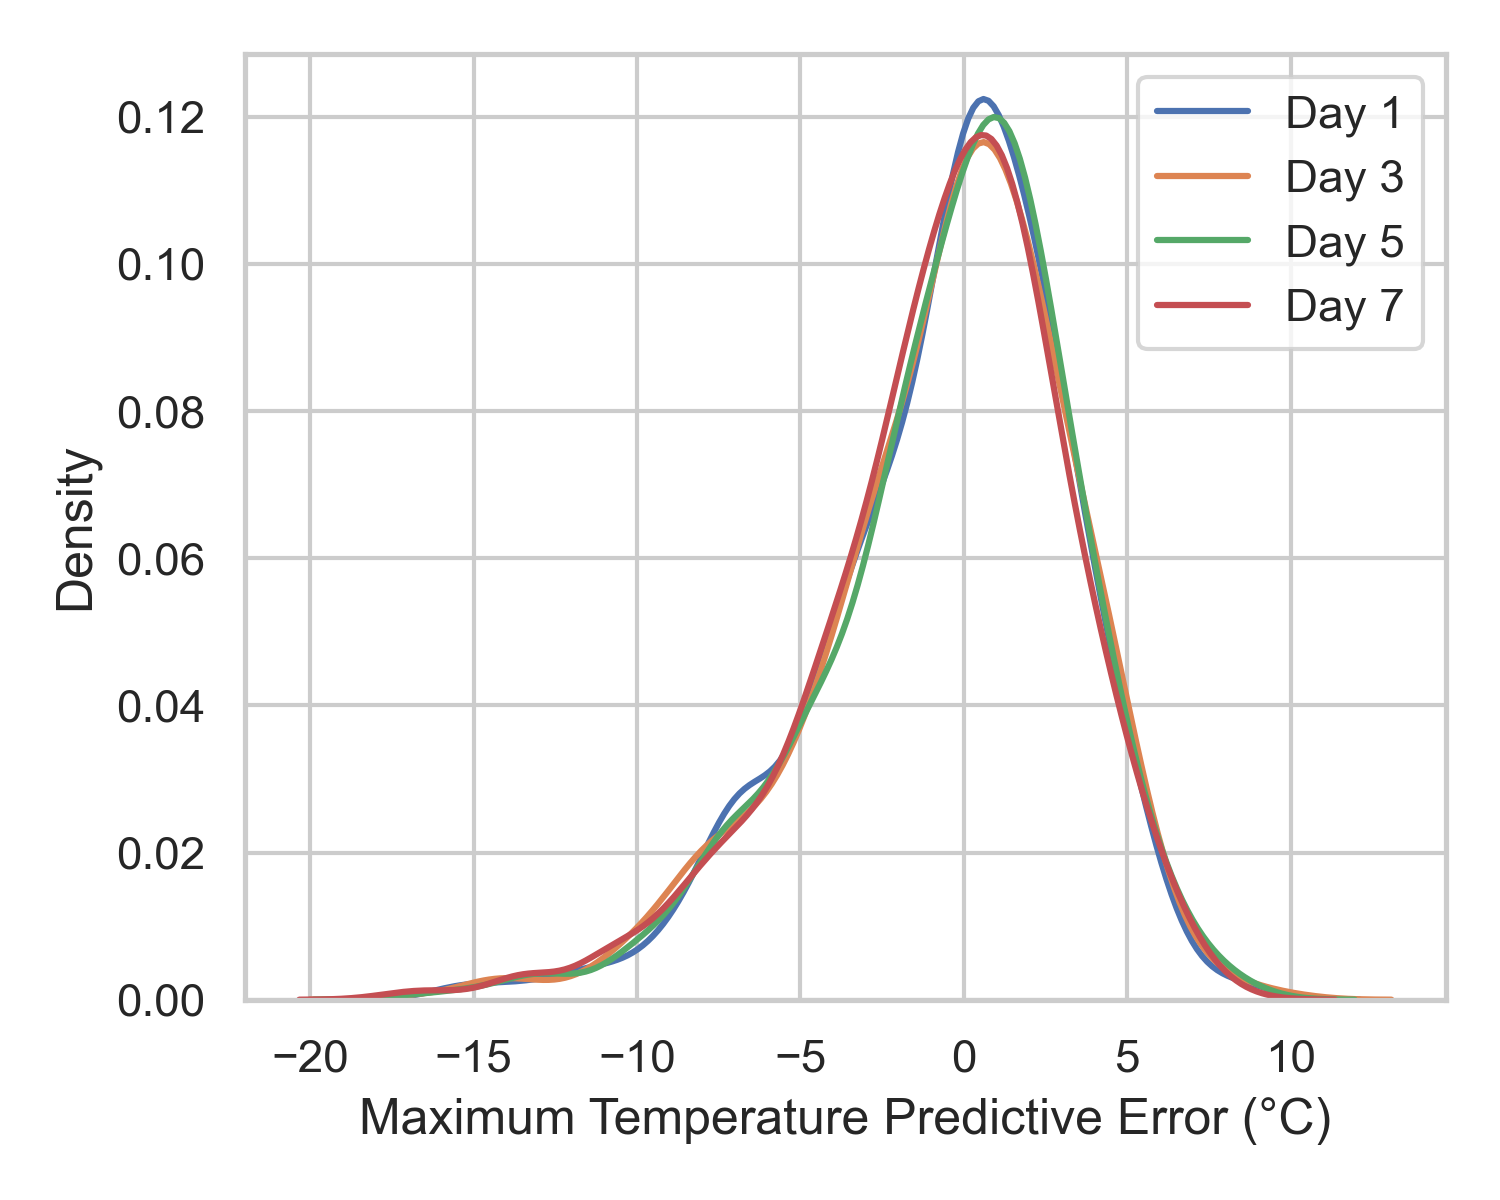 Day 1
Day 3
Day 5
Day 7
0.12
0.10
0.08
0.06
0.04
0.02
0.00
Density
−20 −15 −10 −5 0 5 10
Maximum Temperature Predictive Error (°C)